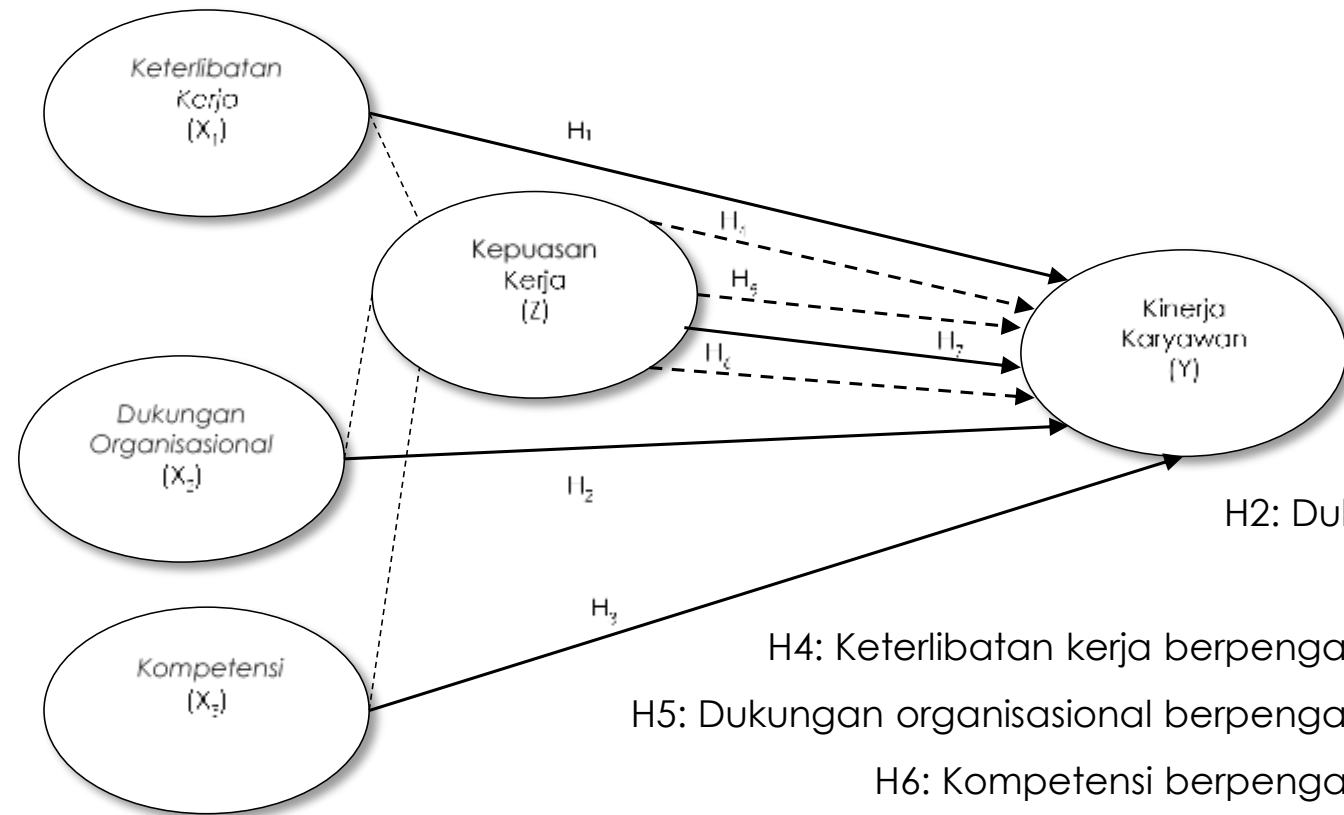 Keterlibatan
Kerja
(X₁)
H₁
Kepuasan
Kerja
(Z)
H₄
H₅
H₇
H₆
Kinerja
Karyawan
(Y)
Dukungan
Organisasional
(X₂)
H₂
H2: Du
H₃
Kompetensi
(X₃)
H4: Keterlibatan kerja berpenga
H5: Dukungan organisasional berpenga
H6: Kompetensi berpenga